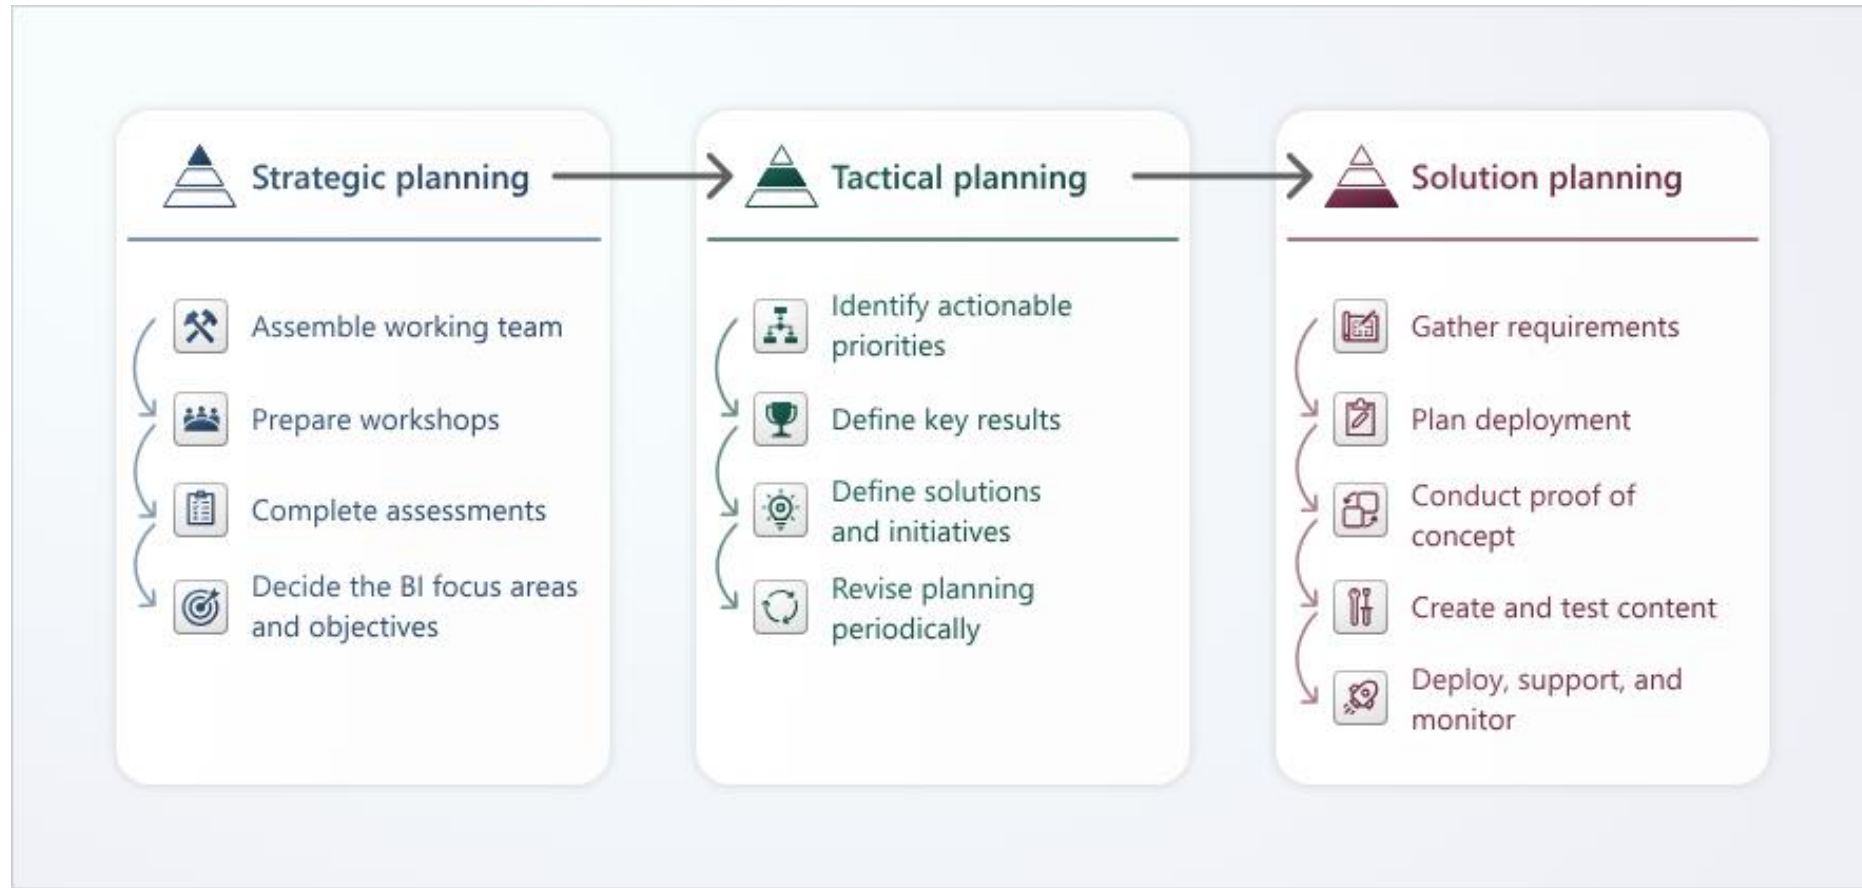 Strategic planning
Assemble working team
Prepare workshops
Complete assessments
Decide the BI focus areas
and objectives
Tactical planning
Identify actionable
priorities
Define key results
Define solutions
and initiatives
Revise planning
periodically
Solution planning
Gather requirements
Plan deployment
Conduct proof of
concept
Create and test content
Deploy, support, and
monitor